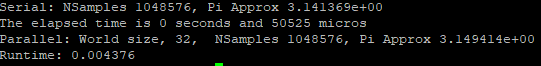 Serial: NSamples 1048576, Pi Approx 3.141369e+00
The elapsed time is 0 seconds and 50525 micros
Parallel: World size, 32,  NSamples 1048576, Pi Approx 3.149414e+00
Runtime: 0.004376